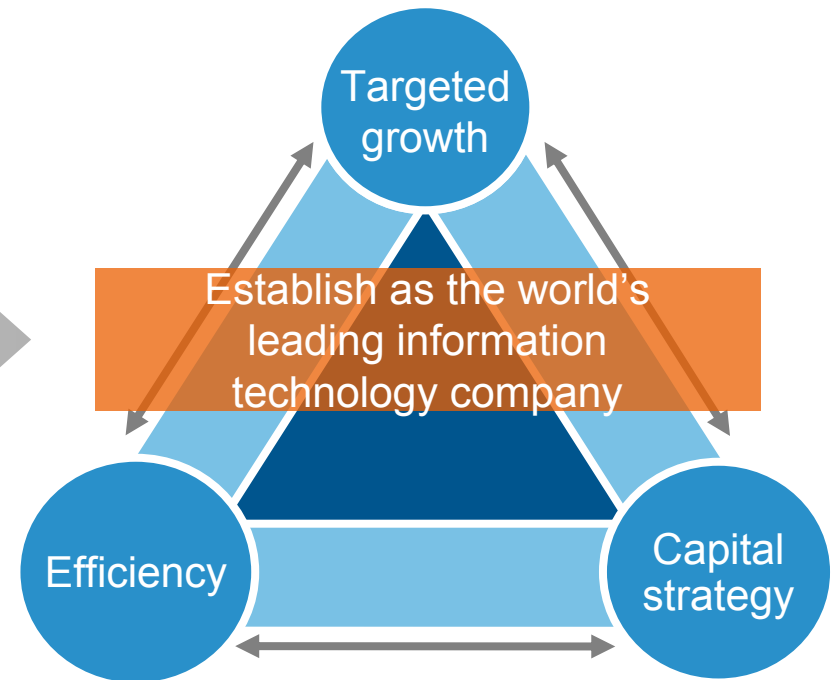 Targeted
growth
Establish as the world’s
leading information
technology company
Efficiency
Capital
strategy